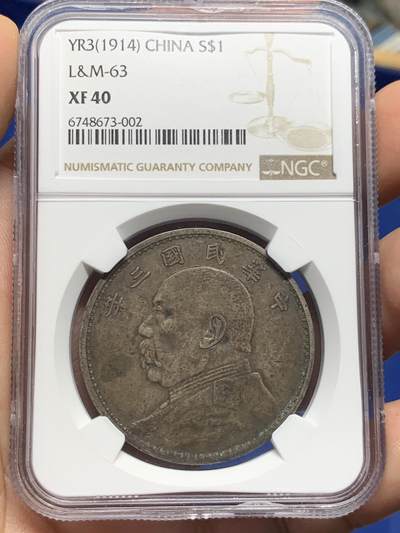 YR3(1914) CHINA S$1
L&M-63
XF 40
6748673-002
NUMISMATIC GUARANTY COMPANY
NGC®
中華民國三年